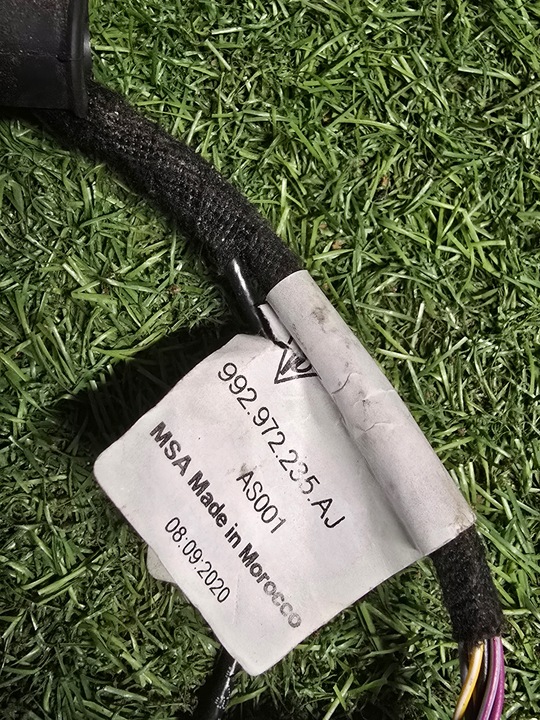 992.972.235.AJ
AS001
MSA Made in Morocco
08.09.2020